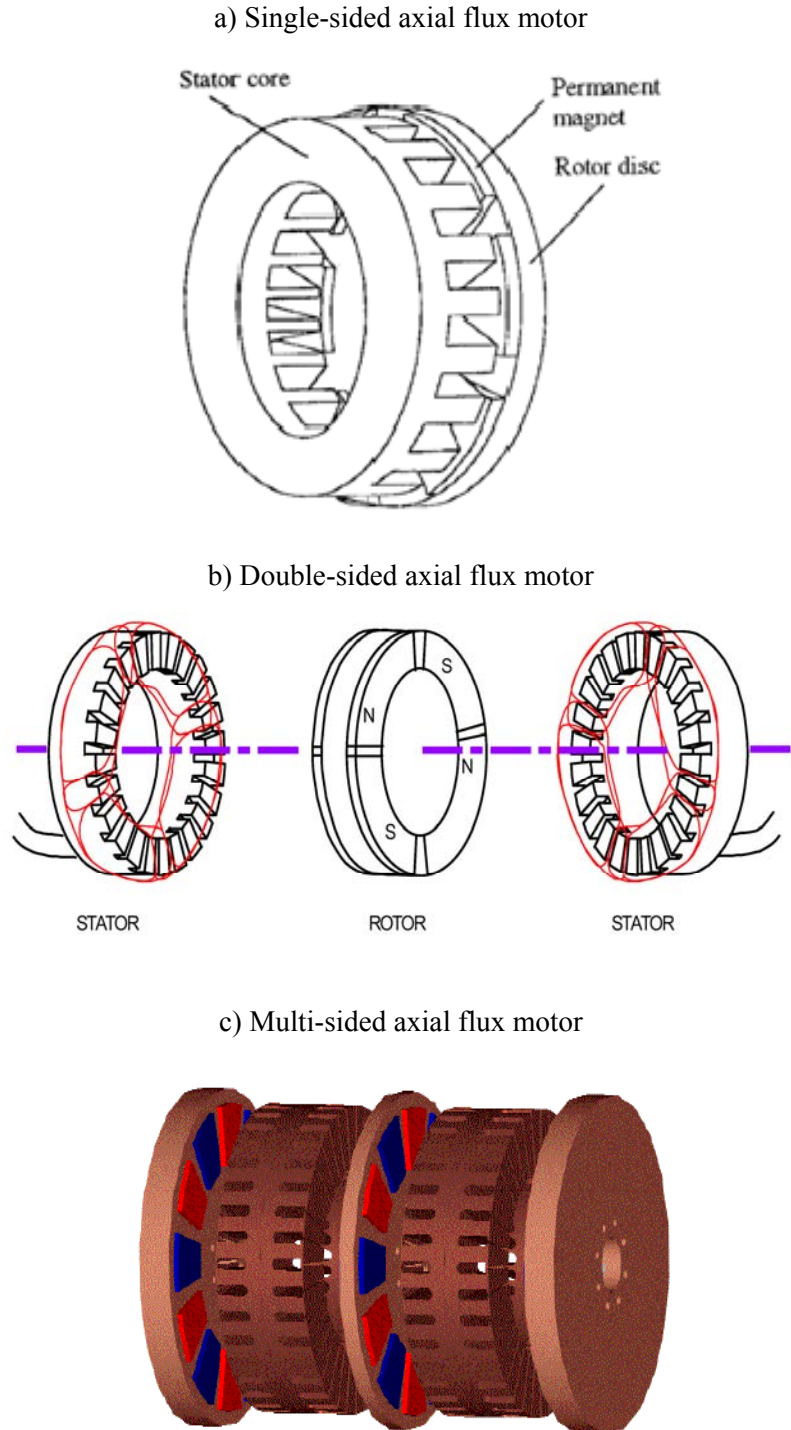 a) Single-sided axial flux motor
Stator core
Permanent
magnet
Rotor disc
b) Double-sided axial flux motor
S
N
N
S
STATOR
ROTOR
STATOR
c) Multi-sided axial flux motor